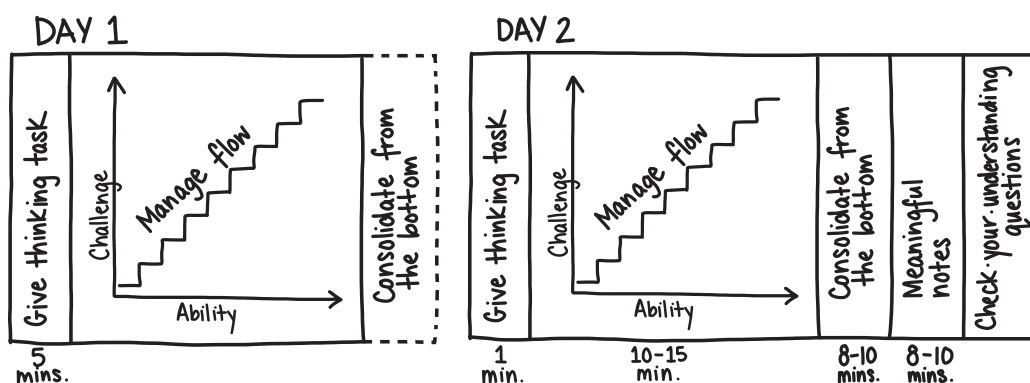 DAY 1
Give thinking task
Challenge
Manage flow
Ability
Consolidate from
the bottom
5
mins.
DAY 2
Give thinking task
Challenge
Manage flow
Ability
Consolidate from
the bottom
Meaningful
notes
Check-your-understanding
questions
1
min.
10-15
min.
8-10
mins.
8-10
mins.